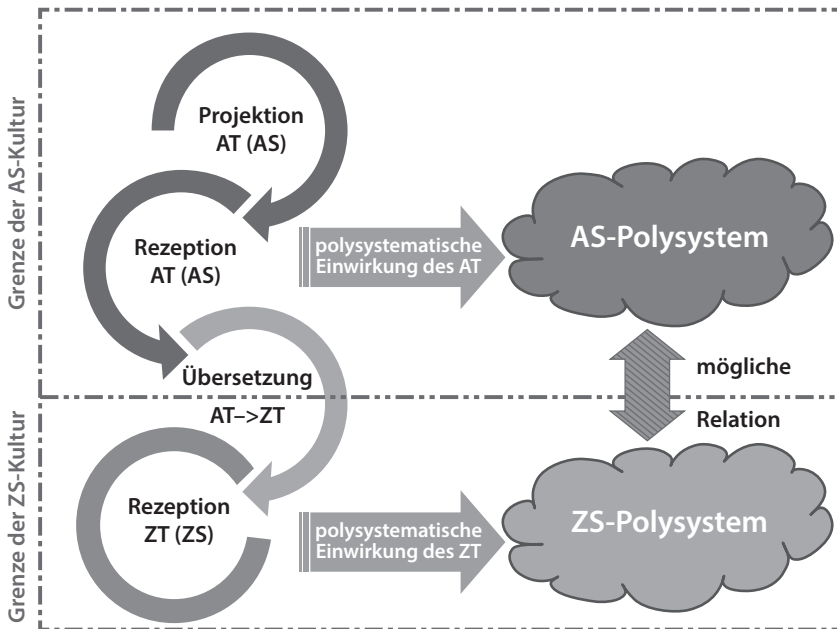 Grenze der AS-Kultur
Projektion
AT (AS)
Rezeption
AT (AS)
polysystematische
Einwirkung des AT
AS-Polysystem
Übersetzung
AT–>ZT
mögliche
Relation
Grenze der ZS-Kultur
Rezeption
ZT (ZS)
polysystematische
Einwirkung des ZT
ZS-Polysystem